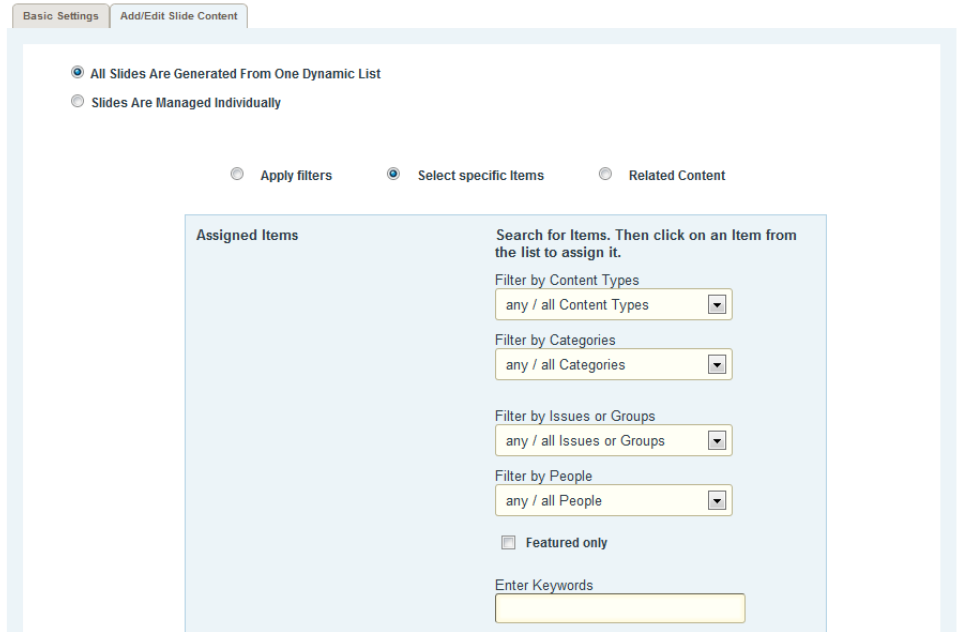 Basic Settings
Add/Edit Slide Content
All Slides Are Generated From One Dynamic List
Slides Are Managed Individually
Apply filters
Select specific Items
Related Content
Assigned Items
Search for Items. Then click on an Item from
the list to assign it.
Filter by Content Types
any / all Content Types
Filter by Categories
any / all Categories
Filter by Issues or Groups
any / all Issues or Groups
Filter by People
any / all People
Featured only
Enter Keywords